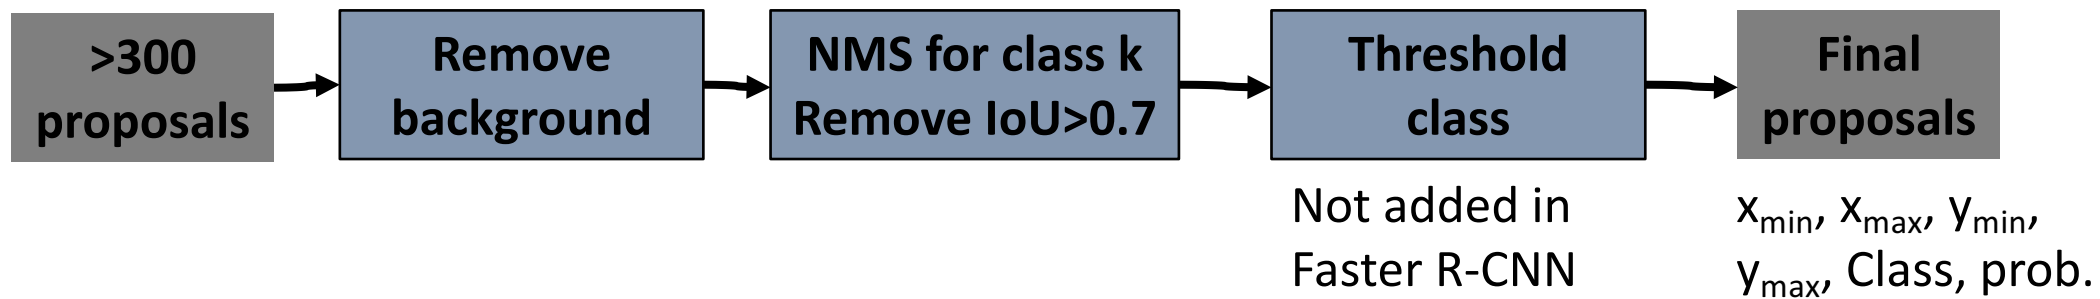 >300
proposals
Remove
background
NMS for class k
Remove IoU>0.7
Threshold
class
Final
proposals
Not added in
Faster R-CNN
xmin, xmax, ymin,
ymax, Class, prob.